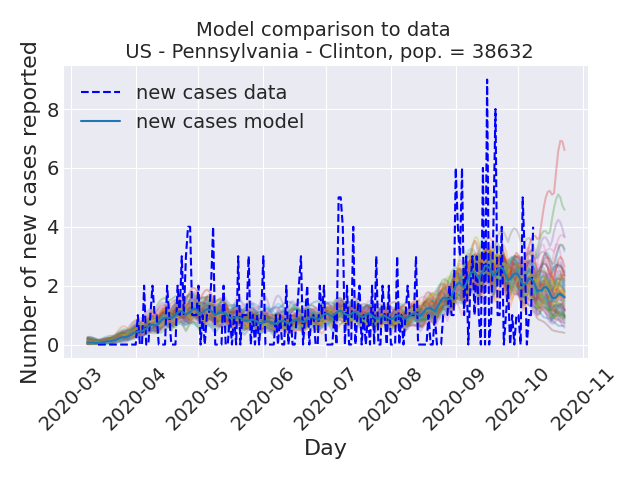 Model comparison to data
US - Pennsylvania - Clinton, pop. = 38632
Number of new cases reported
8
6
4
2
0
new cases data
new cases model
2020-03
2020-04
2020-05
2020-06
2020-07
2020-08
2020-09
2020-10
2020-11
Day